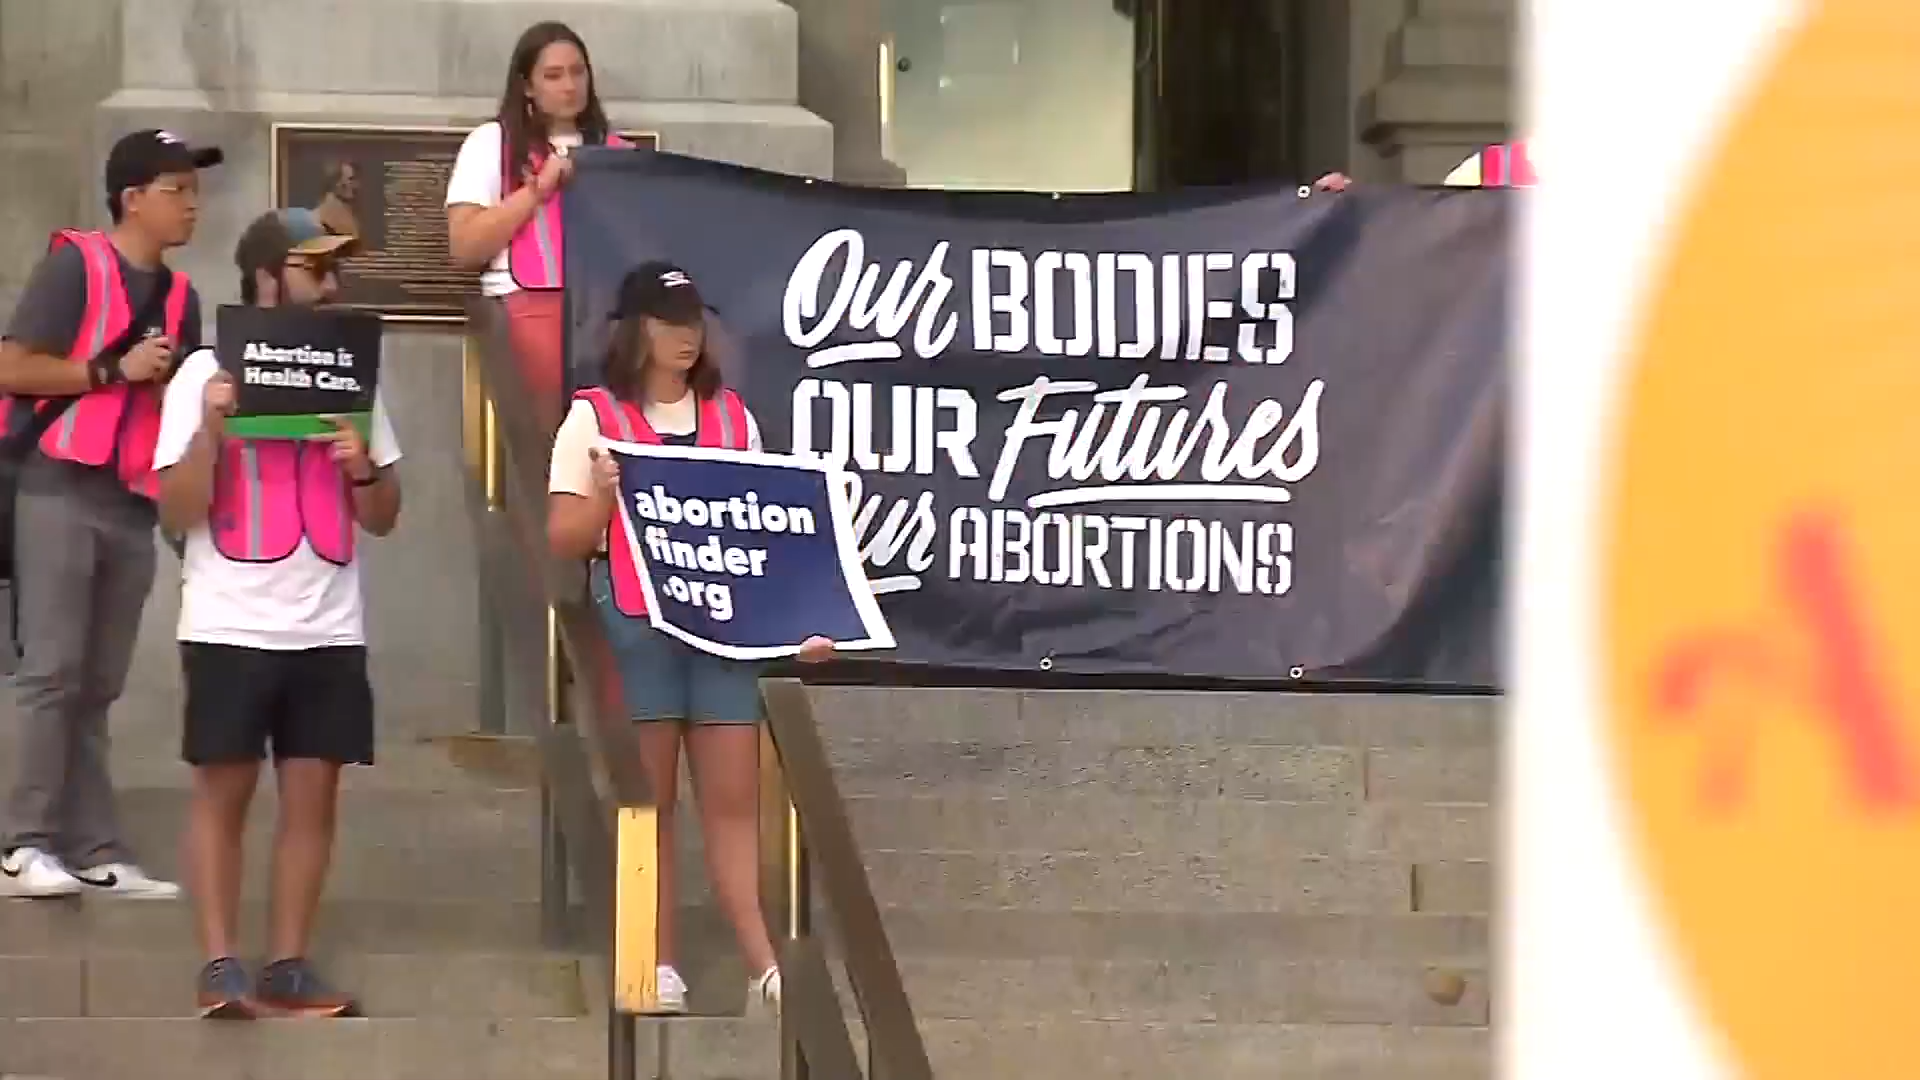 Our BODIES
OUR Futures
Our ABORTIONS
Abortion is
Health Care.
abortion
finder
.org